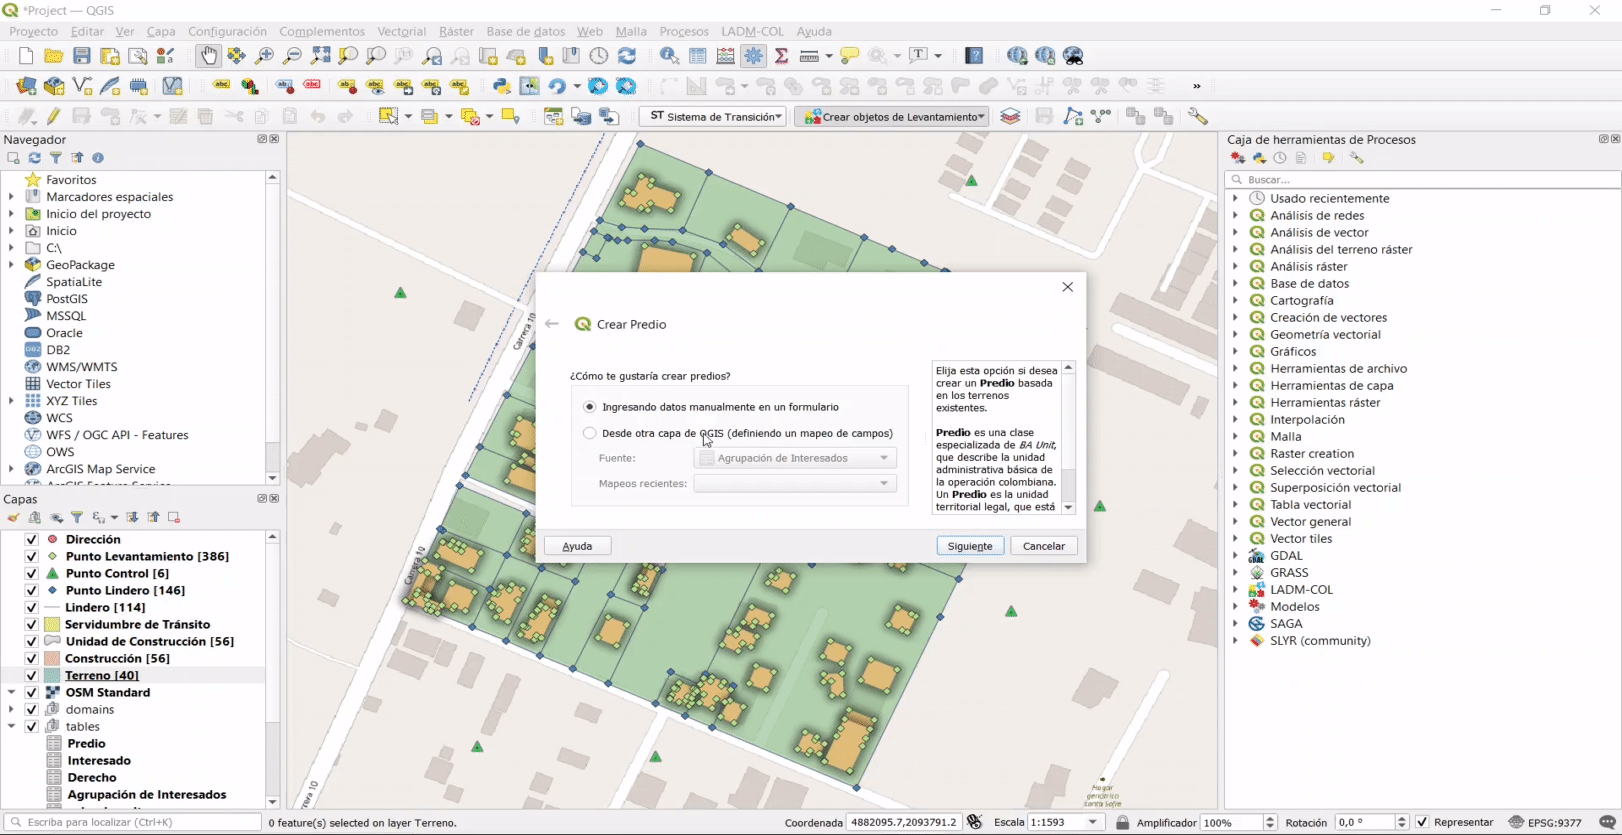 *Project — QGIS
Proyecto Editar Ver Capa Configuración Complementos Vectorial Ráster Base de datos Web Malla Procesos LADM-COL Ayuda
ST Sistema de Transición
Crear objetos de Levantamiento
Navegador
Favoritos
Marcadores espaciales
Inicio del proyecto
Inicio
C:\
GeoPackage
SpatiaLite
PostGIS
MSSQL
Oracle
DB2
WMS/WMTS
Vector Tiles
XYZ Tiles
WCS
WFS / OGC API - Features
OWS
ArcGIS Map Service
Capas
Dirección
Punto Levantamiento [386]
Punto Control [6]
Punto Lindero [146]
Lindero [114]
Servidumbre de Tránsito
Unidad de Construcción [56]
Construcción [56]
Terreno [40]
OSM Standard
domains
tables
Predio
Interesado
Derecho
Agrupación de Interesados
Carrera 10
Carrera 10
Hogar
geriátrico
Santa Sofía
Crear Predio
¿Cómo te gustaría crear predios?
Ingresando datos manualmente en un formulario
Desde otra capa de QGIS (definiendo un mapeo de campos)
Fuente: Agrupación de Interesados
Mapeos recientes:
Elija esta opción si desea
crear un Predio basada
en los terrenos
existentes.
Predio es una clase
especializada de BA Unit,
que describe la unidad
administrativa básica de
la operación colombiana.
Un Predio es la unidad
territorial legal, que está
Ayuda
Siguiente
Cancelar
Caja de herramientas de Procesos
Buscar...
Usado recientemente
Análisis de redes
Análisis de vector
Análisis del terreno ráster
Análisis ráster
Base de datos
Cartografía
Creación de vectores
Geometría vectorial
Gráficos
Herramientas de archivo
Herramientas de capa
Herramientas ráster
Interpolación
Malla
Raster creation
Selección vectorial
Superposición vectorial
Tabla vectorial
Vector general
Vector tiles
GDAL
GRASS
LADM-COL
Modelos
SAGA
SLYR (community)
Escriba para localizar (Ctrl+K)
0 feature(s) selected on layer Terreno.
Coordenada 4882095.7,2093791.2
Escala 1:1593
Amplificador 100%
Rotación 0,0 °
Representar
EPSG:9377